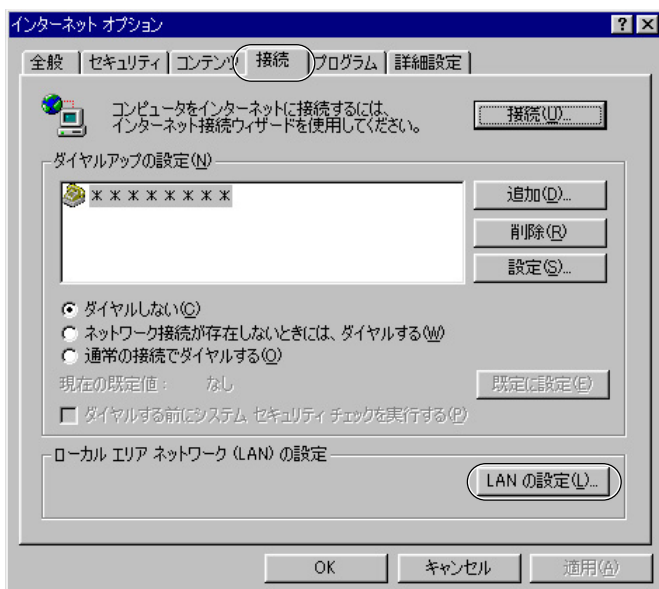 インターネット オプション
全般 セキュリティ コンテンツ 接続 プログラム 詳細設定
コンピュータをインターネットに接続するには、
インターネット接続ウィザードを使用してください。
接続(U)...
ダイヤルアップの設定(N)
＊＊＊＊＊＊＊＊
追加(D)...
削除(R)
設定(S)...
ダイヤルしない(C)
ネットワーク接続が存在しないときには、ダイヤルする(W)
通常の接続でダイヤルする(O)
現在の既定値： なし
既定に設定(E)
ダイヤルする前にシステム セキュリティ チェックを実行する(P)
ローカル エリア ネットワーク (LAN) の設定
LAN の設定(L)...
OK キャンセル 適用(A)